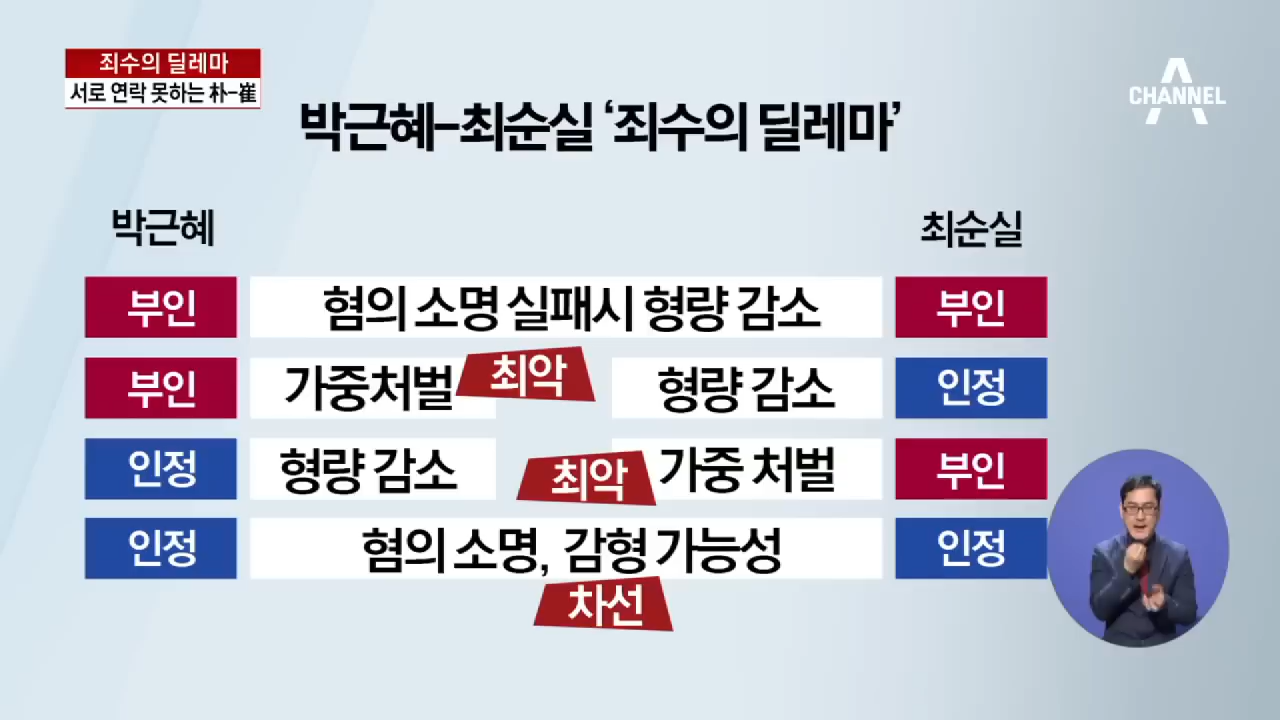 죄수의 딜레마
서로 연락 못하는 朴-崔
CHANNEL A
박근혜-최순실 ‘죄수의 딜레마’
박근혜 최순실
부인 혐의 소명 실패시 형량 감소 부인
부인 가중처벌 최악 형량 감소 인정
인정 형량 감소 최악 가중 처벌 부인
인정 혐의 소명, 감형 가능성 인정
차선